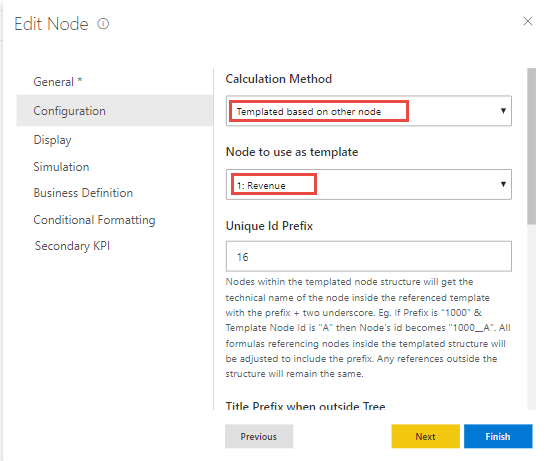 Edit Node
General *
Configuration
Display
Simulation
Business Definition
Conditional Formatting
Secondary KPI
Calculation Method
Templated based on other node
Node to use as template
1: Revenue
Unique Id Prefix
16
Nodes within the templated node structure will get the
technical name of the node inside the referenced template
with the prefix + two underscore. Eg. If Prefix is "1000" &
Template Node Id is "A" then Node's id becomes "1000__A". All
formulas referencing nodes inside the templated structure will
be adjusted to include the prefix. Any references outside the
structure will remain the same.
Title Prefix when outside Tree
Previous
Next
Finish